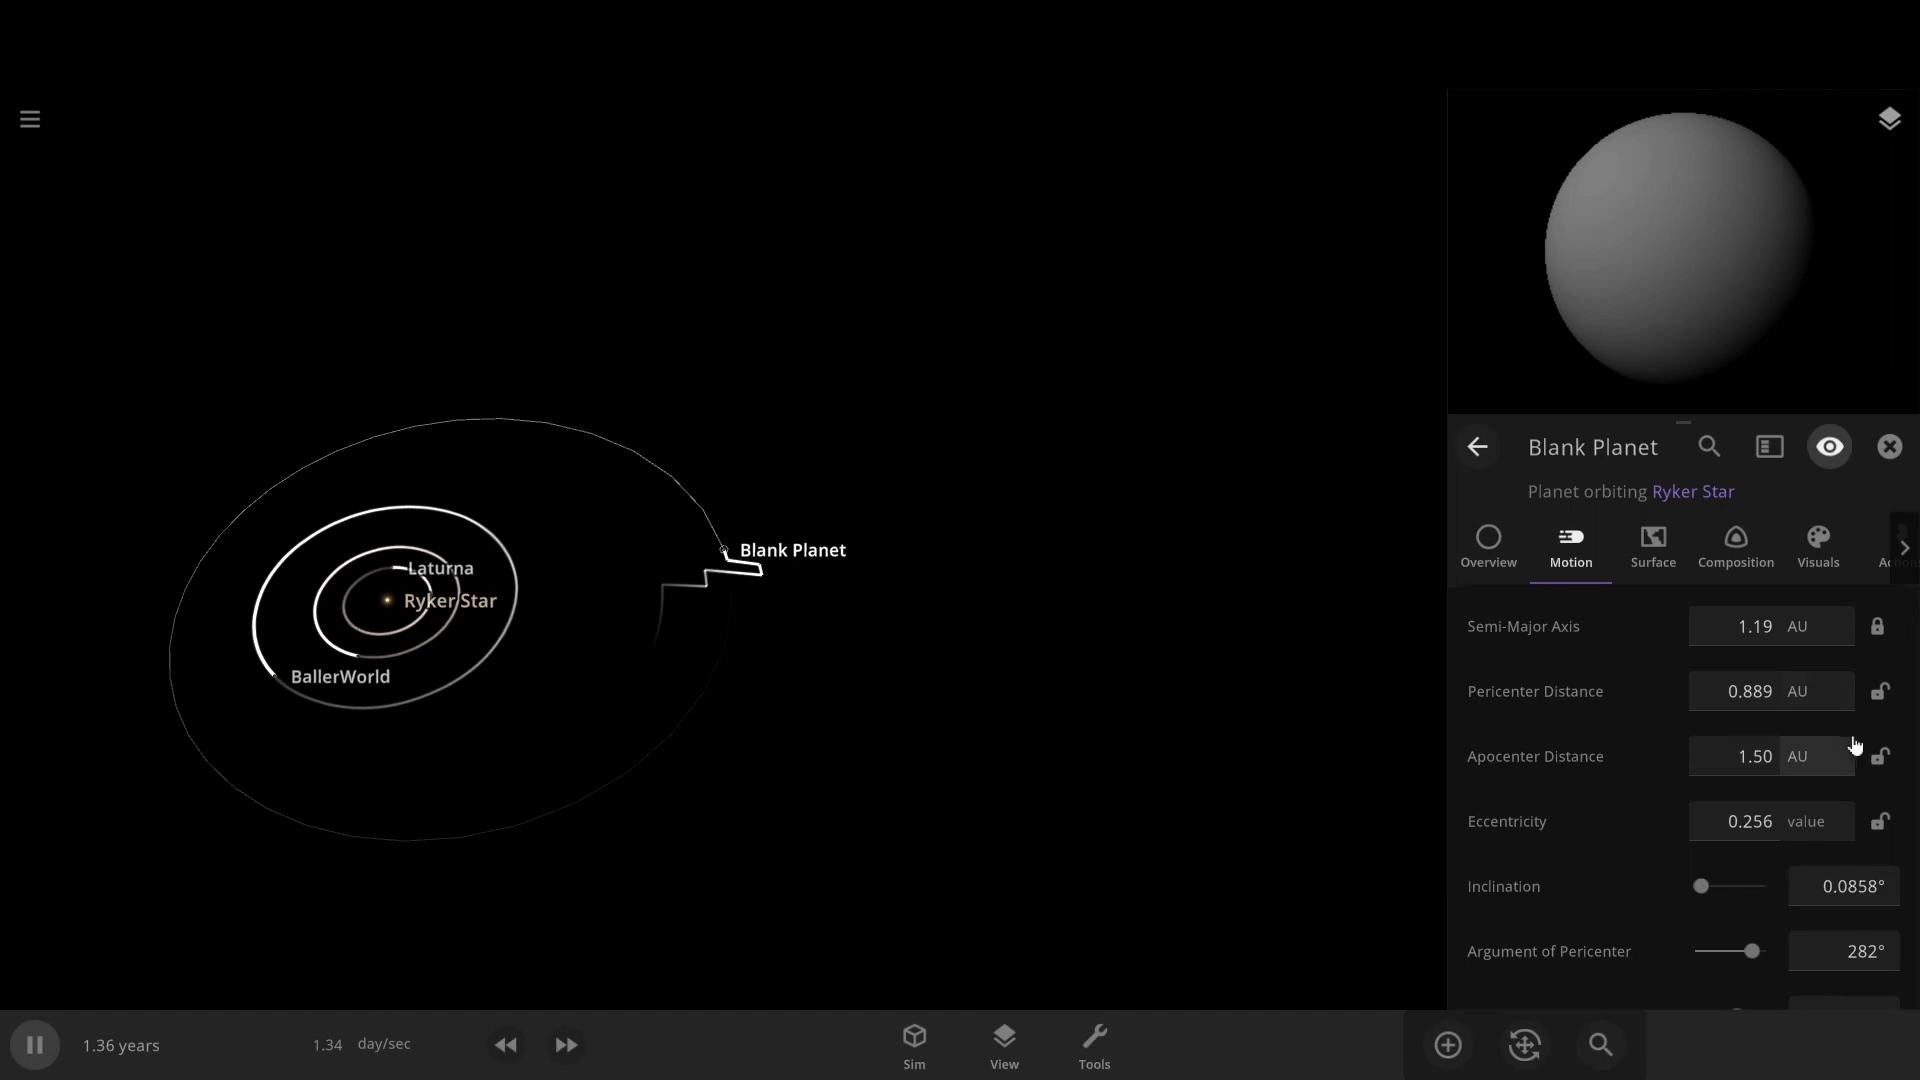 Blank Planet
Laturna
Ryker Star
BallerWorld
Blank Planet
Planet orbiting Ryker Star
Overview Motion Surface Composition Visuals
Semi-Major Axis 1.19 AU
Pericenter Distance 0.889 AU
Apocenter Distance 1.50 AU
Eccentricity 0.256 value
Inclination 0.0858°
Argument of Pericenter 282°
1.36 years 1.34 day/sec
Sim View Tools